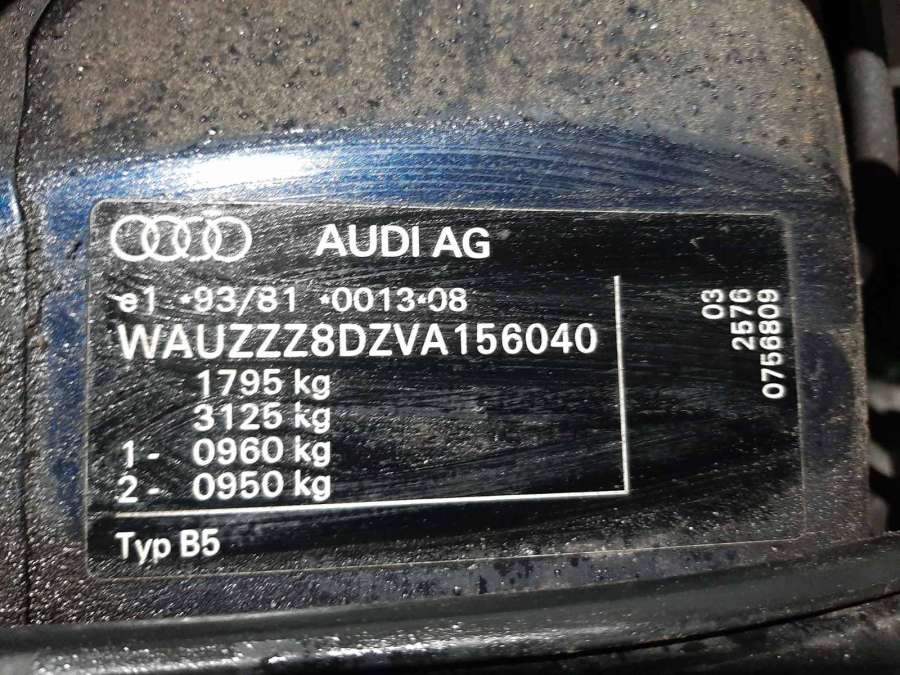 AUDI AG
e1 *93/81 *0013*08
WAUZZZ8DZVA156040
1795 kg
3125 kg
1- 0960 kg
2- 0950 kg
Typ B5
03
2576
0756809